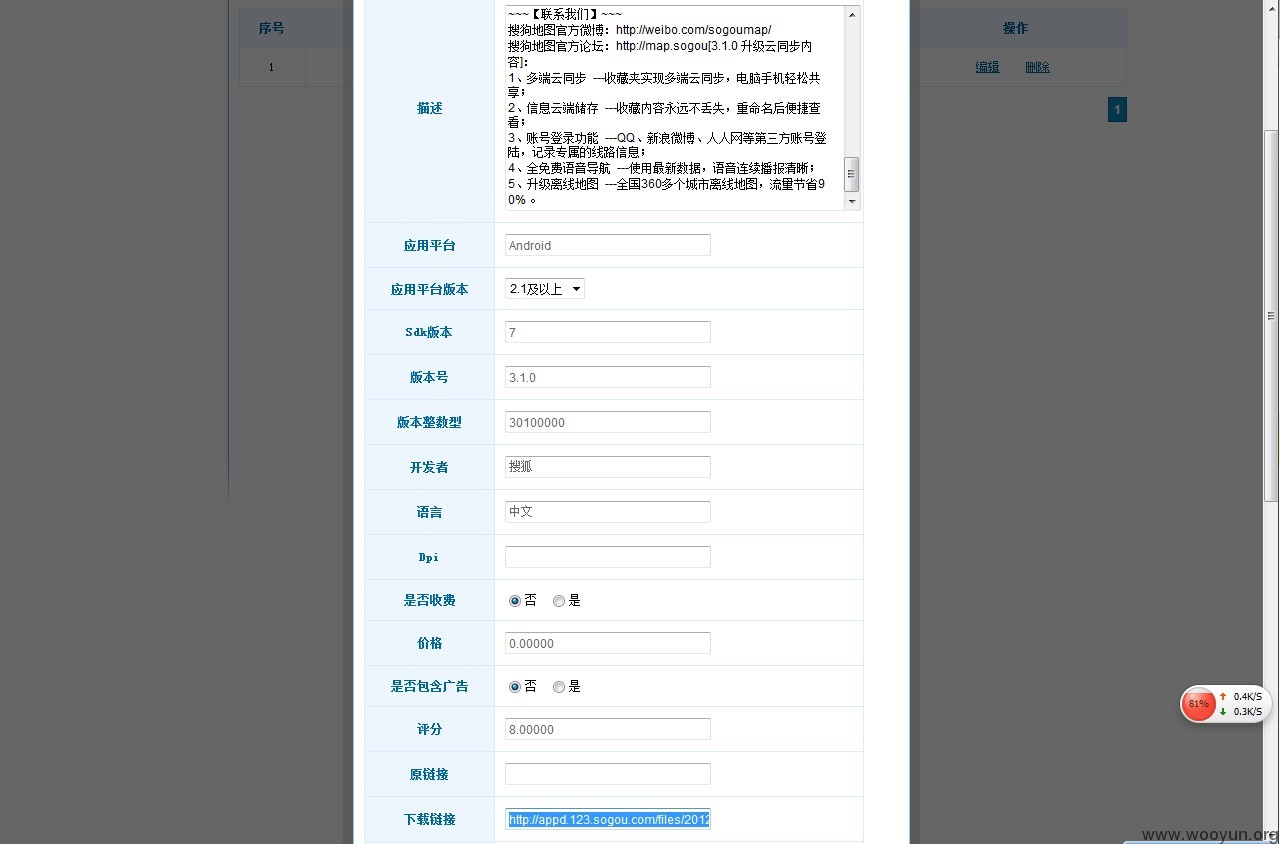 序号
操作
1
编辑 删除
1
描述
~~~【联系我们】~~~
搜狗地图官方微博：http://weibo.com/sogoumap/
搜狗地图官方论坛：http://map.sogou[3.1.0 升级云同步内
容]：
1、多端云同步 ---收藏夹实现多端云同步，电脑手机轻松共
享；
2、信息云端储存 ---收藏内容永远不丢失，重命名后便捷查
看；
3、账号登录功能 ---QQ、新浪微博、人人网等第三方账号登
陆，记录专属的线路信息；
4、全免费语音导航 ---使用最新数据，语音连续播报清晰；
5、升级离线地图 ---全国360多个城市离线地图，流量节省9
0%。
应用平台 Android
应用平台版本 2.1及以上
Sdk版本 7
版本号 3.1.0
版本整数型 30100000
开发者 搜狐
语言 中文
Dpi
是否收费 否 是
价格 0.00000
是否包含广告 否 是
81% 0.4K/S
0.3K/S
评分 8.00000
原链接
下载链接 http://appd.123.sogou.com/files/2012
www.wooyun.org